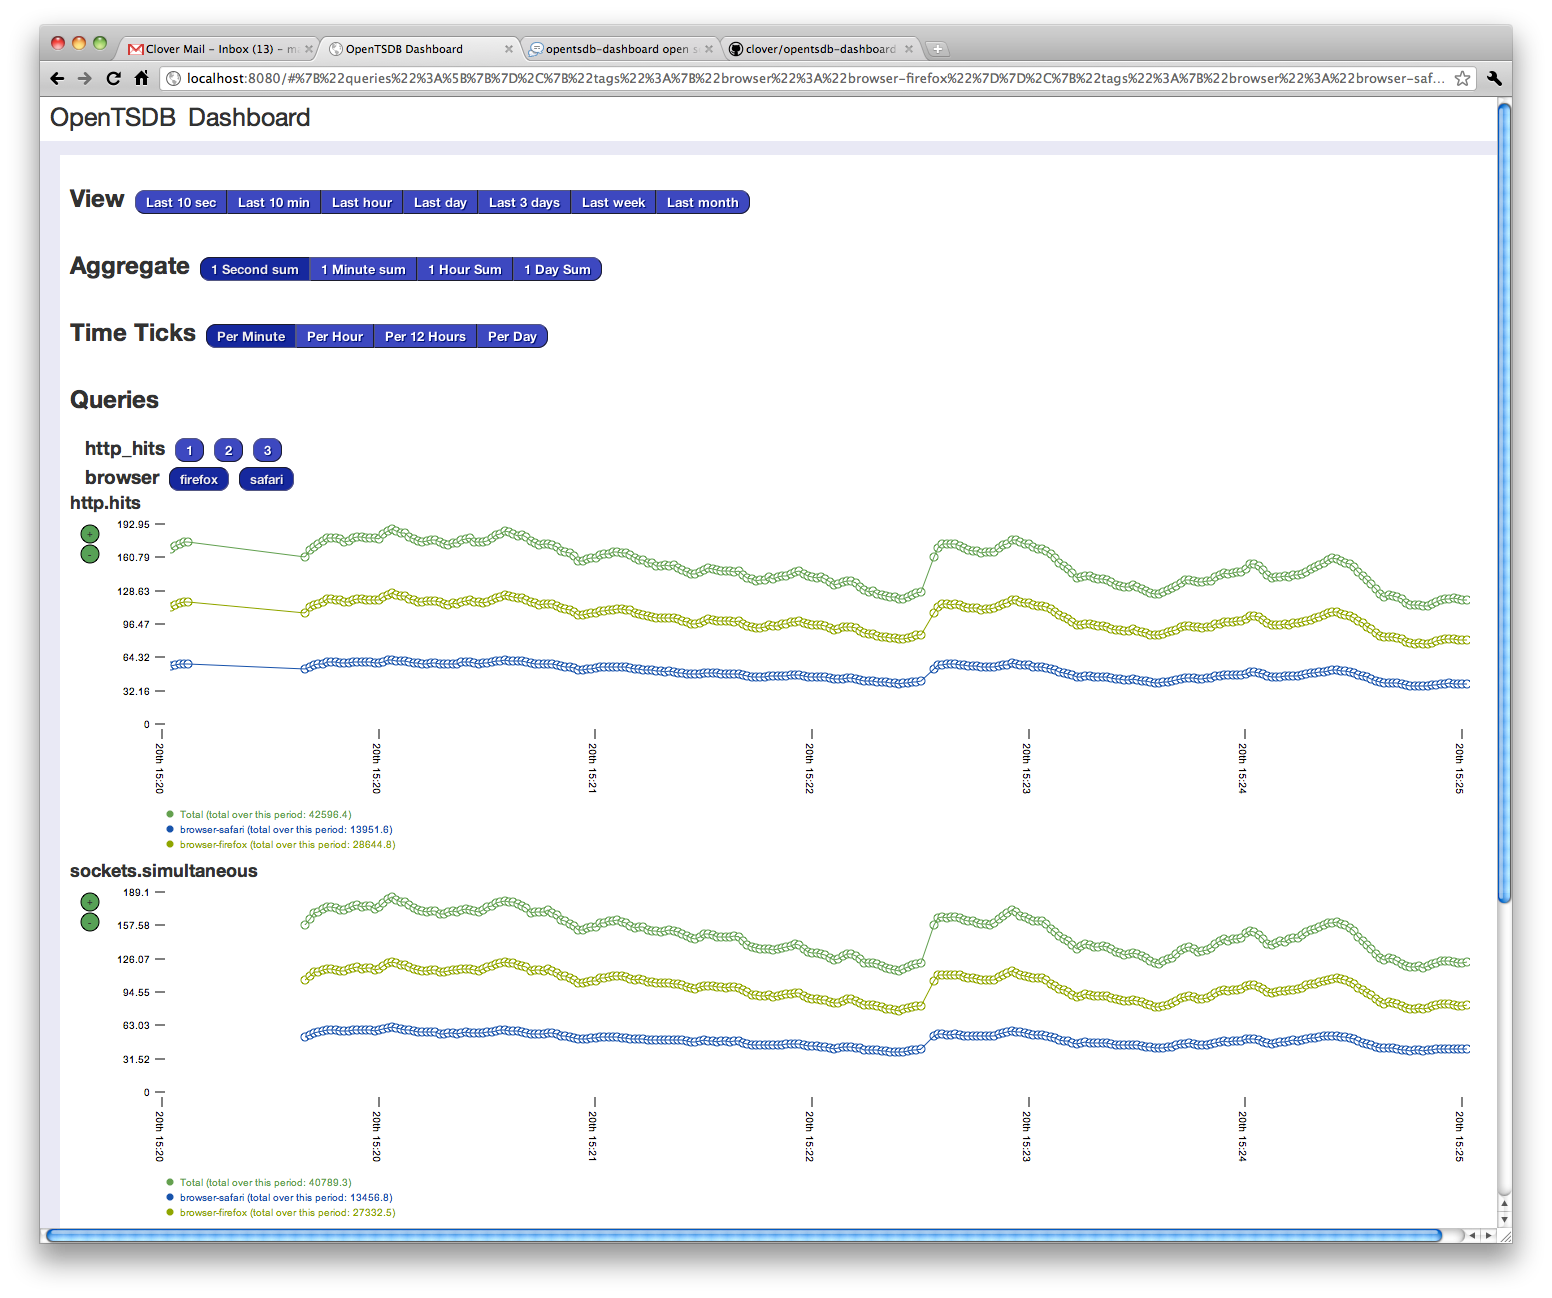 Clover Mail – Inbox (13) – m
OpenTSDB Dashboard
opentsdb-dashboard open s
clover/opentsdb-dashboard
localhost:8080/#%7B%22queries%22%3A%5B%7B%7D%2C%7B%22tags%22%3A%7B%22browser%22%3A%22browser-firefox%22%7D%7D%2C%7B%22tags%22%3A%7B%22browser%22%3A%22browser-saf...
OpenTSDB Dashboard
View Last 10 sec Last 10 min Last hour Last day Last 3 days Last week Last month
Aggregate 1 Second sum 1 Minute sum 1 Hour Sum 1 Day Sum
Time Ticks Per Minute Per Hour Per 12 Hours Per Day
Queries
http_hits 1 2 3
browser firefox safari
http.hits
+
-
192.95
160.79
128.63
96.47
64.32
32.16
0
20th 15:20
20th 15:20
20th 15:21
20th 15:22
20th 15:23
20th 15:24
20th 15:25
Total (total over this period: 42596.4)
browser-safari (total over this period: 13951.6)
browser-firefox (total over this period: 28644.8)
sockets.simultaneous
+
-
189.1
157.58
126.07
94.55
63.03
31.52
0
20th 15:20
20th 15:20
20th 15:21
20th 15:22
20th 15:23
20th 15:24
20th 15:25
Total (total over this period: 40789.3)
browser-safari (total over this period: 13456.8)
browser-firefox (total over this period: 27332.5)